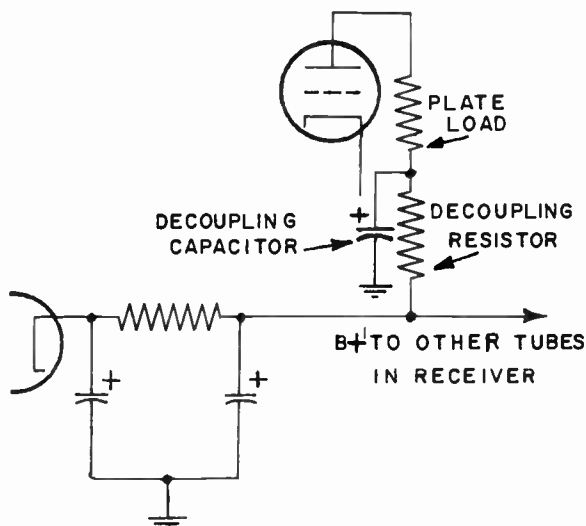 PLATE
LOAD
+
DECOUPLING
CAPACITOR
DECOUPLING
RESISTOR
+
+
B+ TO OTHER TUBES
IN RECEIVER